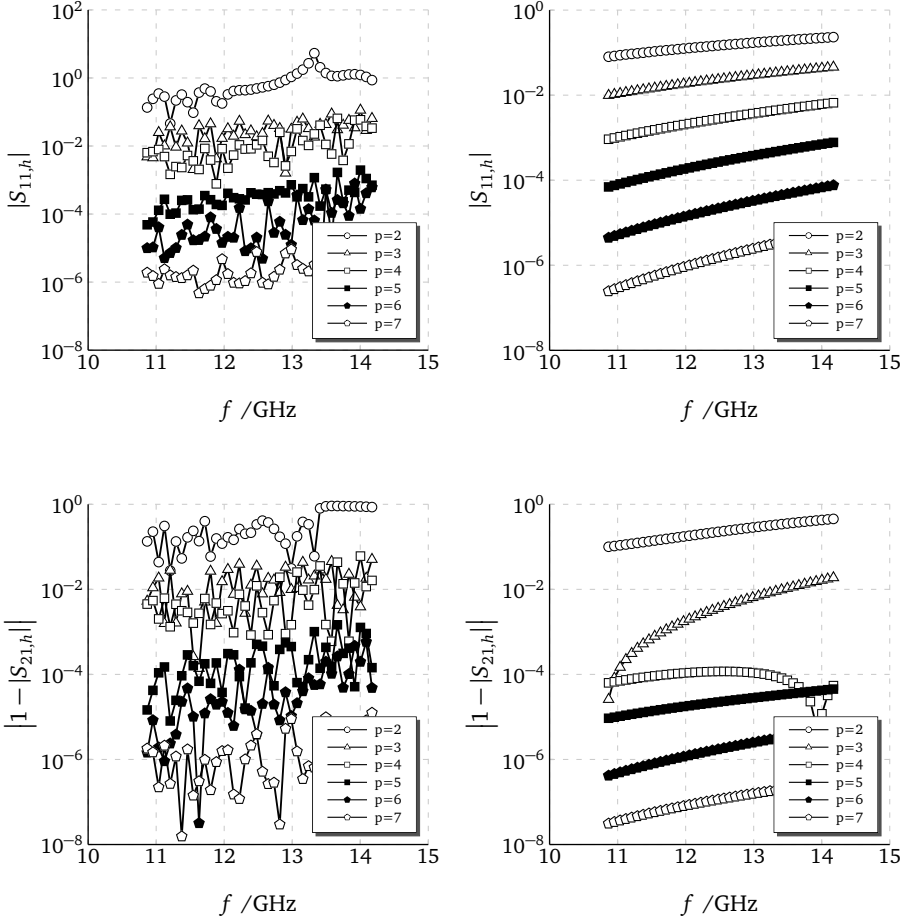 10^2
10^0
10^−2
10^−4
10^−6
10^−8
10 11 12 13 14 15
|S_{11,h}|
f /GHz
p=2
p=3
p=4
p=5
p=6
p=7
10^0
10^−2
10^−4
10^−6
10^−8
10 11 12 13 14 15
|S_{11,h}|
f /GHz
p=2
p=3
p=4
p=5
p=6
p=7
10^0
10^−2
10^−4
10^−6
10^−8
10 11 12 13 14 15
|1 − |S_{21,h}||
f /GHz
p=2
p=3
p=4
p=5
p=6
p=7
10^0
10^−2
10^−4
10^−6
10^−8
10 11 12 13 14 15
|1 − |S_{21,h}||
f /GHz
p=2
p=3
p=4
p=5
p=6
p=7